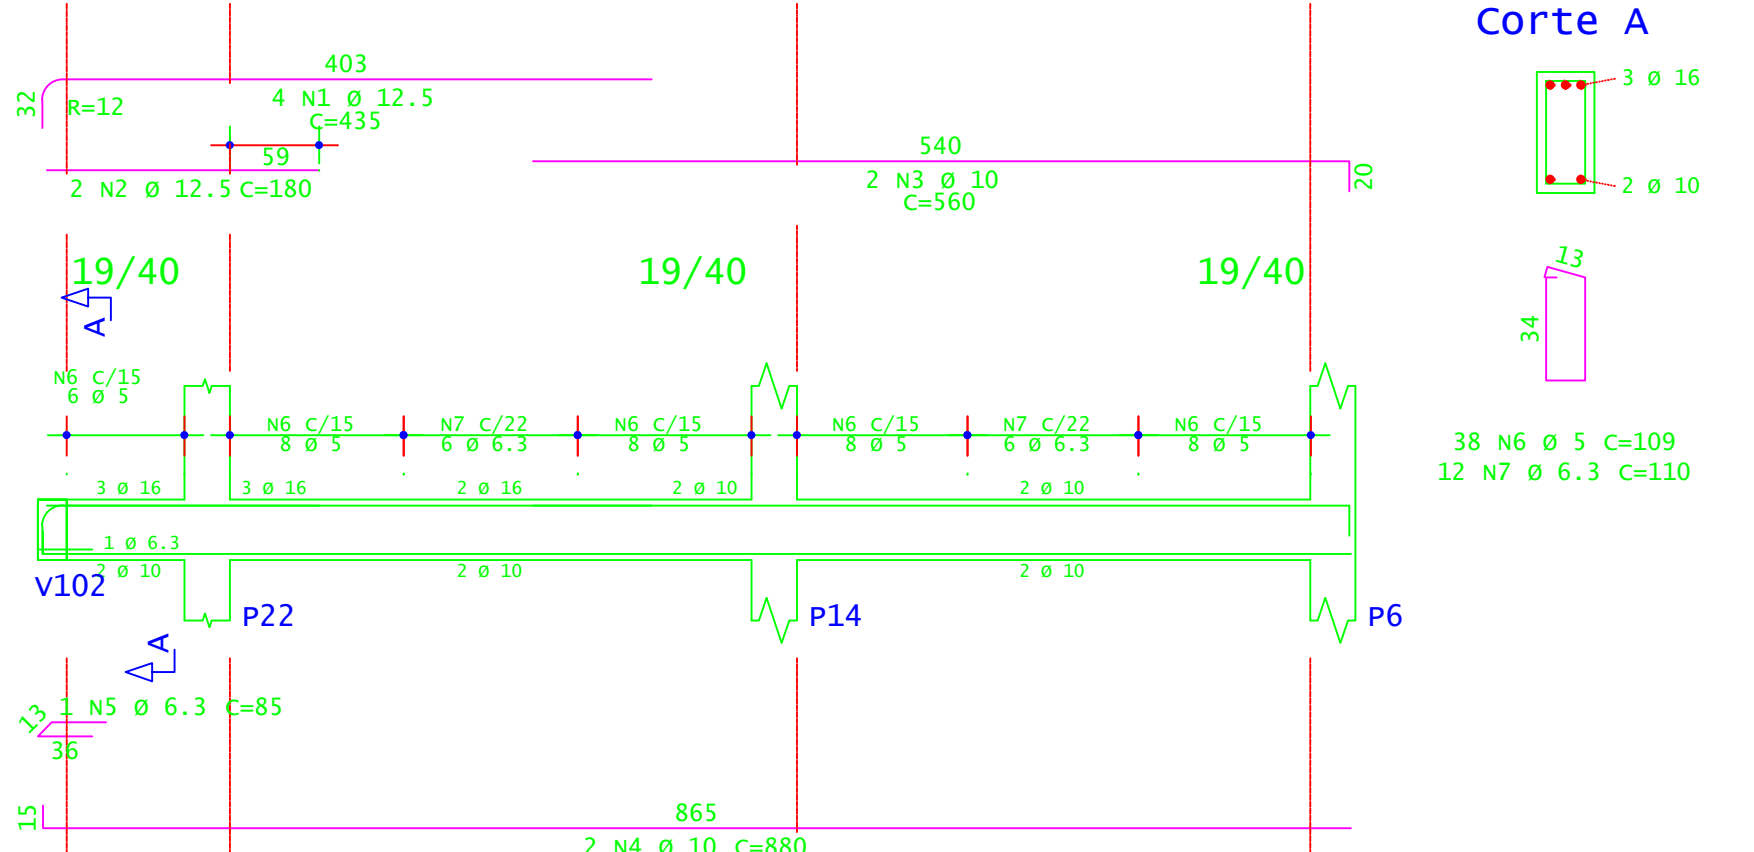 Corte A
403
32
R=12
4 N1 Ø 12.5
C=435
3 Ø 16
59
2 N2 Ø 12.5 C=180
540
20
2 N3 Ø 10
C=560
2 Ø 10
19/40
19/40
19/40
A
13
34
N6 C/15
6 Ø 5
N6 C/15
8 Ø 5
N7 C/22
6 Ø 6.3
N6 C/15
8 Ø 5
N6 C/15
8 Ø 5
N7 C/22
6 Ø 6.3
N6 C/15
8 Ø 5
38 N6 Ø 5 C=109
12 N7 Ø 6.3 C=110
3 Ø 16
3 Ø 16
2 Ø 16
2 Ø 10
2 Ø 10
1 Ø 6.3
2 Ø 10
2 Ø 10
2 Ø 10
V102
P22
P14
P6
A
1 N5 Ø 6.3 C=85
13
36
15
865
2 N4 Ø 10 C=880